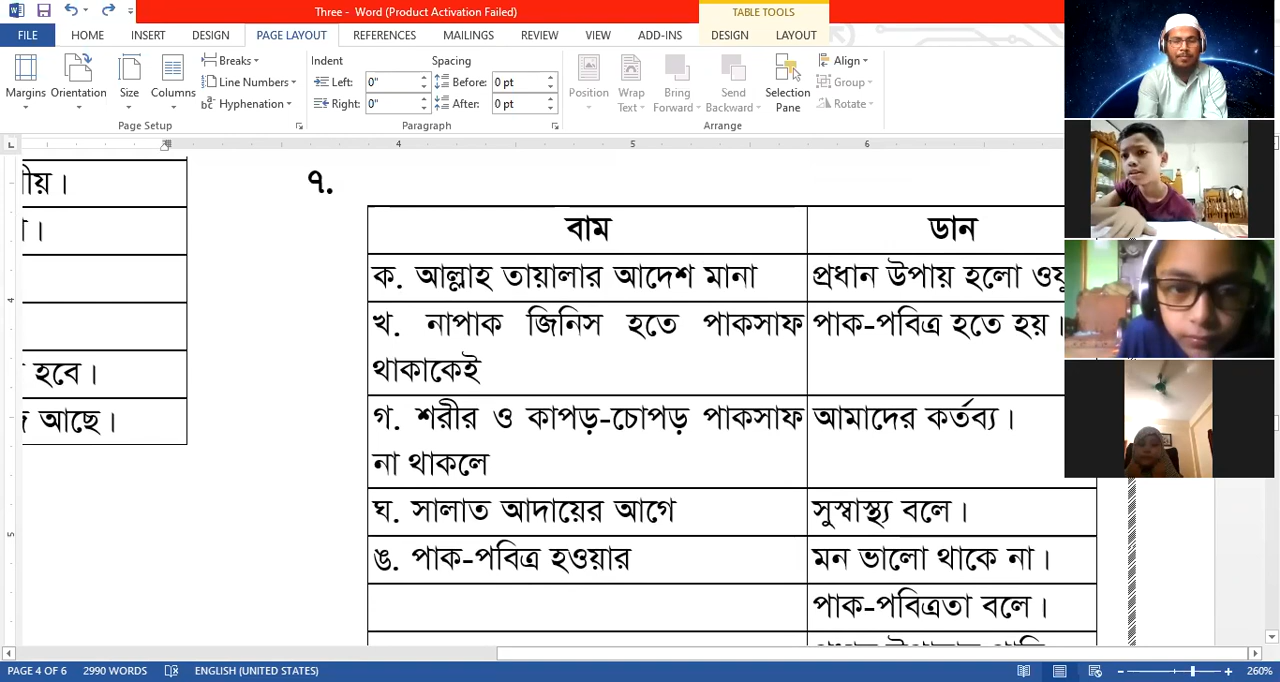 Three - Word (Product Activation Failed)
TABLE TOOLS
FILE HOME INSERT DESIGN PAGE LAYOUT REFERENCES MAILINGS REVIEW VIEW ADD-INS DESIGN LAYOUT
Margins Orientation Size Columns
Breaks
Line Numbers
Hyphenation
Page Setup
Indent Spacing
Left: 0" Before: 0 pt
Right: 0" After: 0 pt
Paragraph
Position Wrap Text Bring Forward Send Backward Selection Pane
Align
Group
Rotate
Arrange
4 5 6
৭.
হবে।
আছে।
বাম ডান
ক. আল্লাহ তায়ালার আদেশ মানা প্রধান উপায় হলো
খ. নাপাক জিনিস হতে পাকসাফ পাক-পবিত্র হতে হয়।
থাকাকেই
গ. শরীর ও কাপড়-চোপড় পাকসাফ আমাদের কর্তব্য।
না থাকলে
ঘ. সালাত আদায়ের আগে সুস্বাস্থ্য বলে।
ঙ. পাক-পবিত্র হওয়ার মন ভালো থাকে না।
পাক-পবিত্রতা বলে।
4
5
PAGE 4 OF 6 2990 WORDS ENGLISH (UNITED STATES) 260%